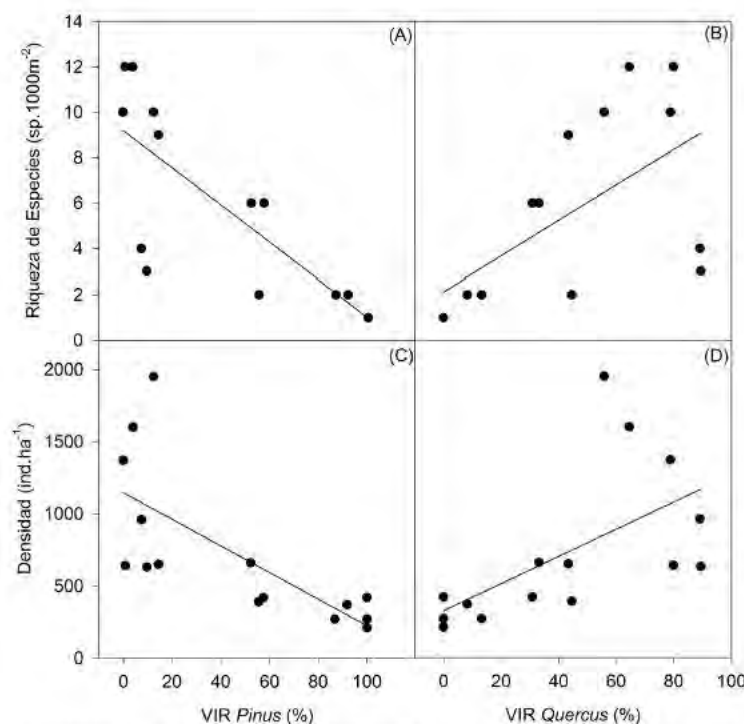 14
12
10
8
6
4
2
0
Riqueza de Especies (sp.1000m⁻²)
(A)
(B)
2000
1500
1000
500
0
Densidad (ind.ha⁻¹)
(C)
(D)
0 20 40 60 80 100
0 20 40 60 80 100
VIR Pinus (%)
VIR Quercus (%)